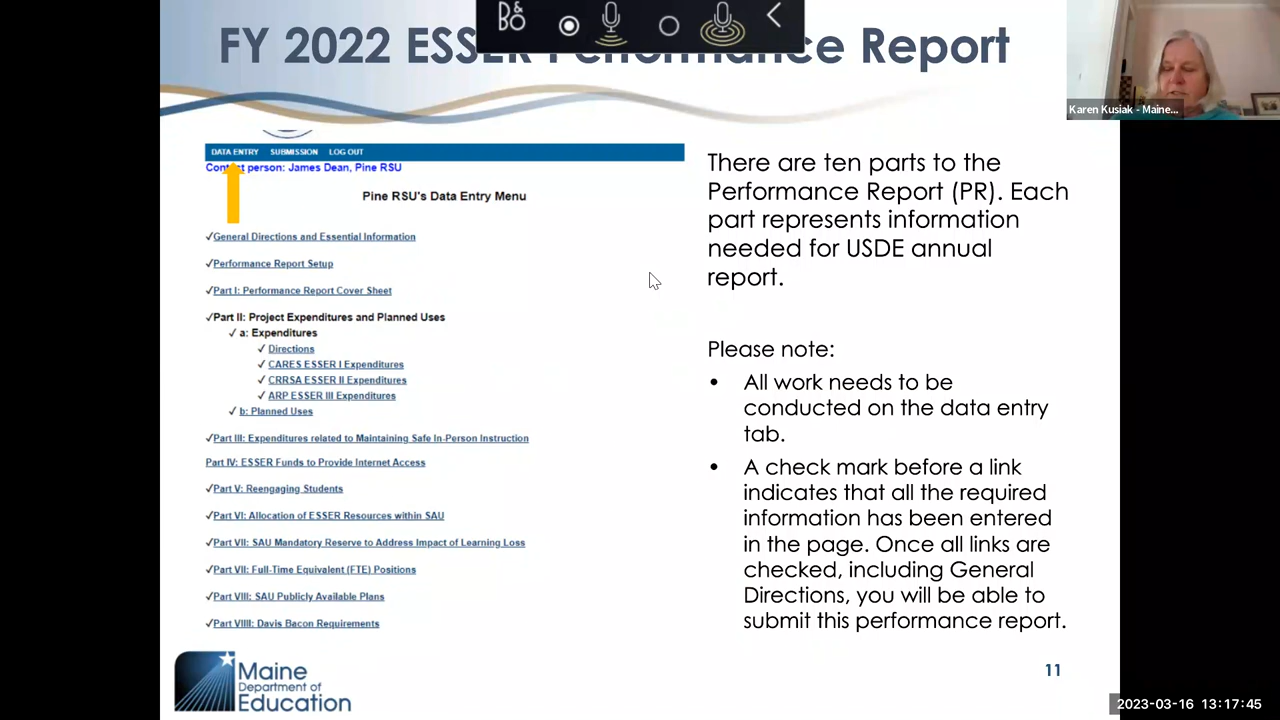 FY 2022 ESSER Performance Report
Karen Kusiak - Maine...
DATA ENTRY SUBMISSION LOG OUT
Contact person: James Dean, Pine RSU
Pine RSU's Data Entry Menu
✓General Directions and Essential Information
✓Performance Report Setup
✓Part I: Performance Report Cover Sheet
✓Part II: Project Expenditures and Planned Uses
✓ a: Expenditures
✓ Directions
✓ CARES ESSER I Expenditures
✓ CRRSA ESSER II Expenditures
✓ ARP ESSER III Expenditures
✓ b: Planned Uses
✓Part III: Expenditures related to Maintaining Safe In-Person Instruction
Part IV: ESSER Funds to Provide Internet Access
✓Part V: Reengaging Students
✓Part VI: Allocation of ESSER Resources within SAU
✓Part VII: SAU Mandatory Reserve to Address Impact of Learning Loss
✓Part VII: Full-Time Equivalent (FTE) Positions
✓Part VIII: SAU Publicly Available Plans
✓Part VIIII: Davis Bacon Requirements
There are ten parts to the
Performance Report (PR). Each
part represents information
needed for USDE annual
report.
Please note:
• All work needs to be
conducted on the data entry
tab.
• A check mark before a link
indicates that all the required
information has been entered
in the page. Once all links are
checked, including General
Directions, you will be able to
submit this performance report.
Maine
Department of
Education
11
2023-03-16 13:17:45